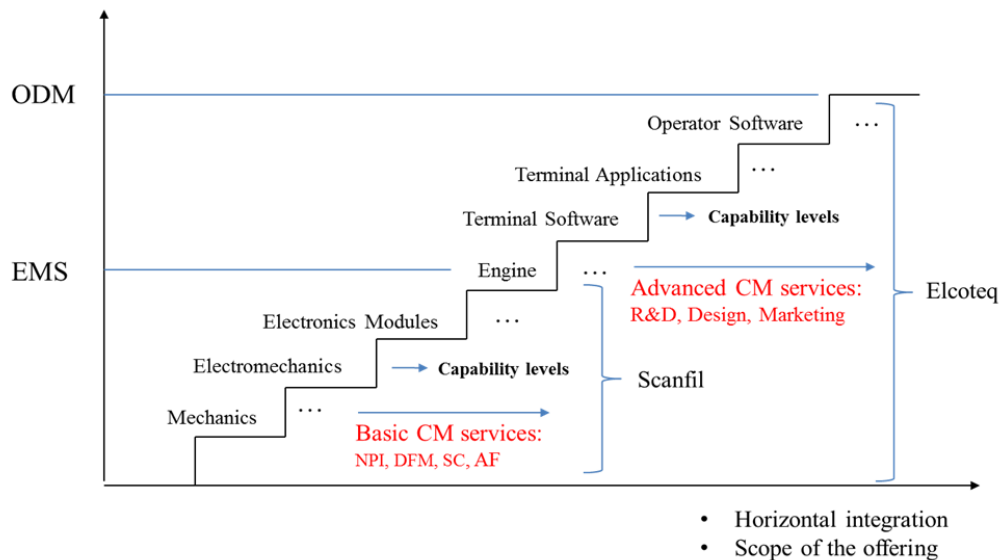 ODM
Operator Software
...
Terminal Applications
...
Terminal Software
Capability levels
EMS
Engine
...
Advanced CM services:
R&D, Design, Marketing
Elcoteq
Electronics Modules
...
Electromechanics
Capability levels
Scanfil
Mechanics
...
Basic CM services:
NPI, DFM, SC, AF
• Horizontal integration
• Scope of the offering